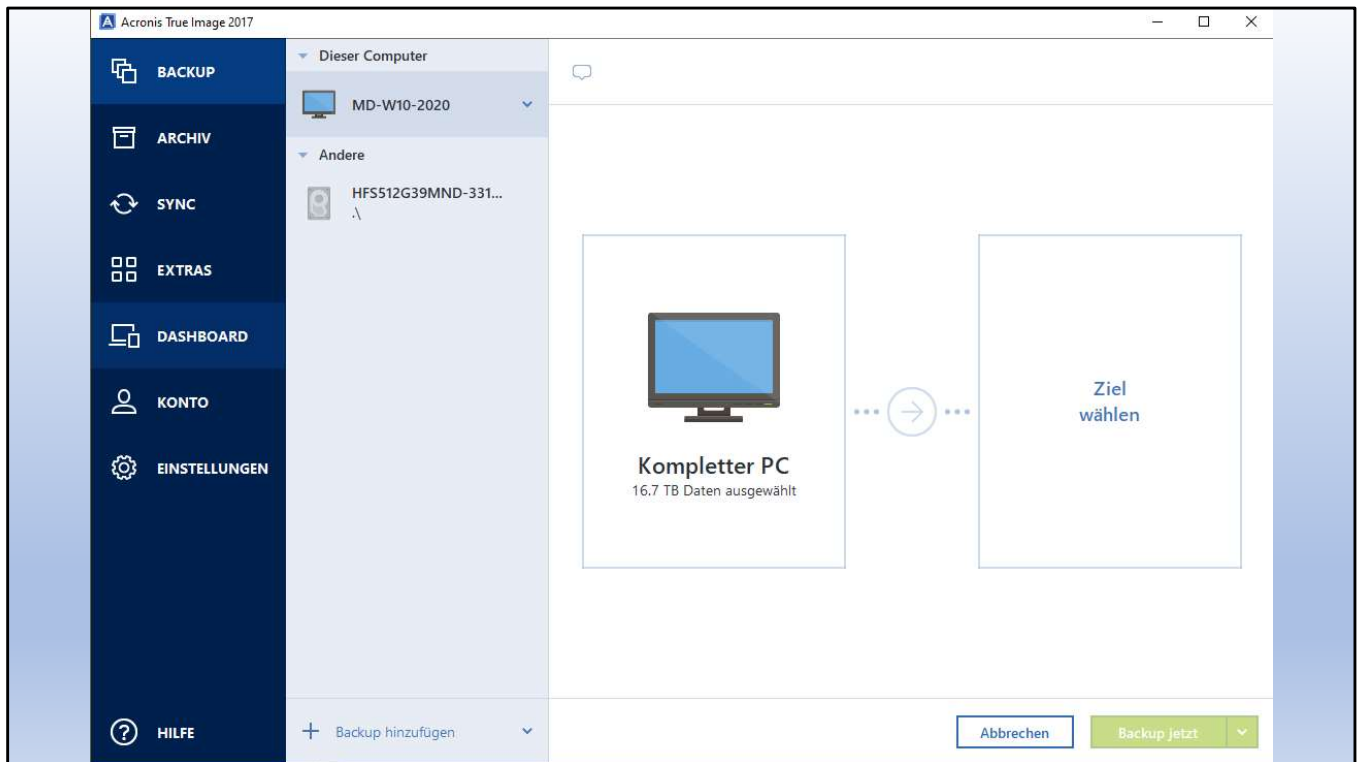 Acronis True Image 2017
BACKUP
ARCHIV
SYNC
EXTRAS
DASHBOARD
KONTO
EINSTELLUNGEN
HILFE
Dieser Computer
MD-W10-2020
Andere
HFS512G39MND-331...
.\
Backup hinzufügen
Kompletter PC
16.7 TB Daten ausgewählt
Ziel
wählen
Abbrechen
Backup jetzt